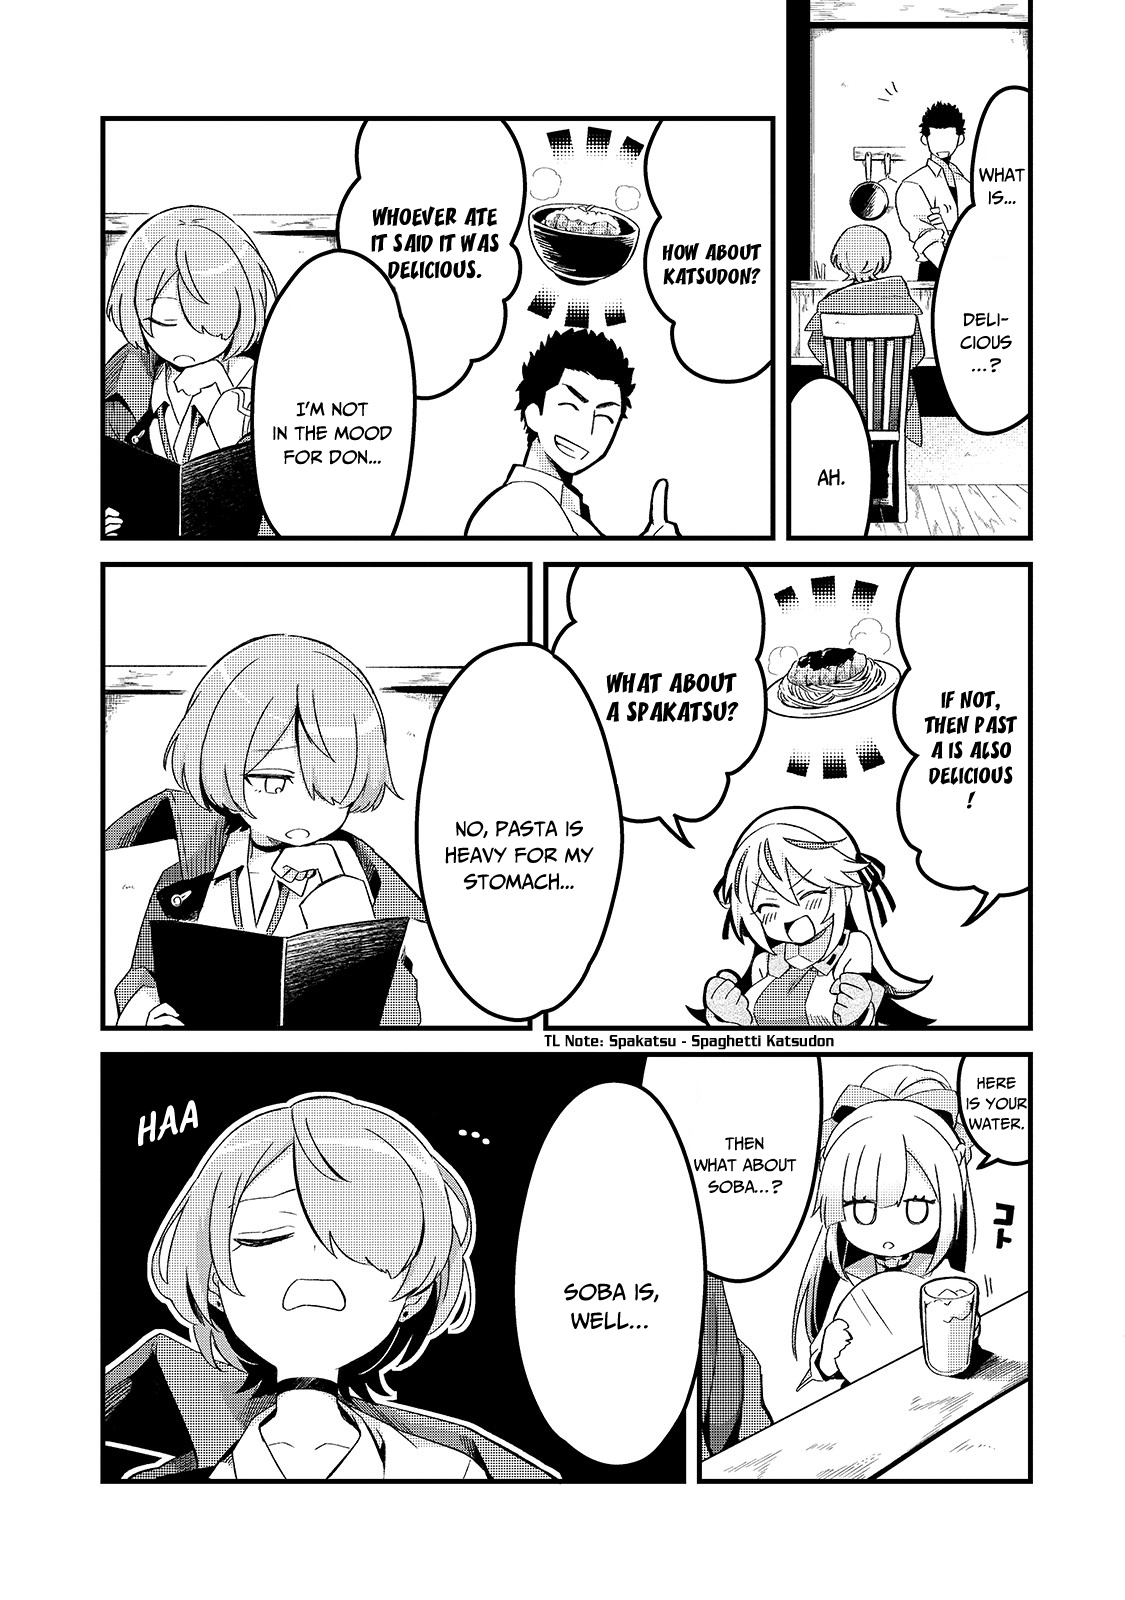 WHAT
IS...
DELI-
CIOUS
...?
AH.
HOW ABOUT
KATSUDON?
WHOEVER ATE
IT SAID IT WAS
DELICIOUS.
I'M NOT
IN THE MOOD
FOR DON...
IF NOT,
THEN PAST
A IS ALSO
DELICIOUS
!
WHAT ABOUT
A SPAKATSU?
NO, PASTA IS
HEAVY FOR MY
STOMACH...
TL Note: Spakatsu - Spaghetti Katsudon
HERE
IS YOUR
WATER.
コト
THEN
WHAT ABOUT
SOBA...?
SOBA IS,
WELL...
...
HAA